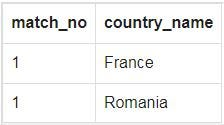 match_no country_name
1 France
1 Romania